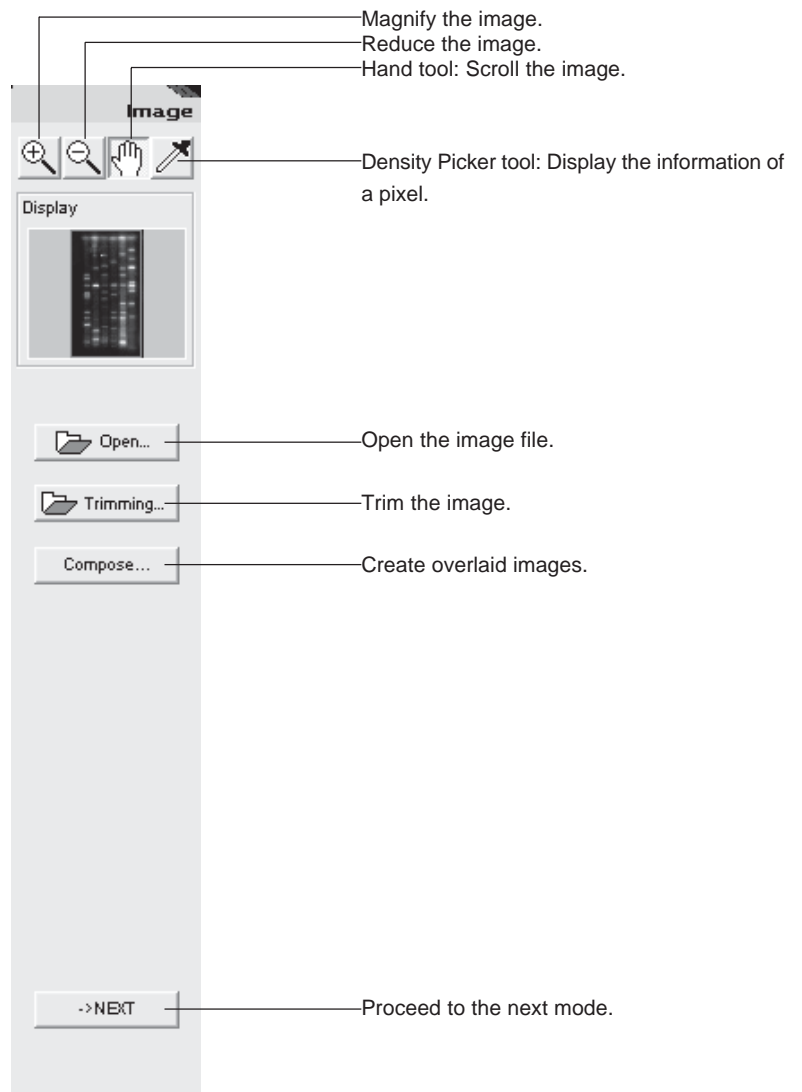 Magnify the image.
Reduce the image.
Hand tool: Scroll the image.
Image
Density Picker tool: Display the information of
a pixel.
Display
Open...
Open the image file.
Trimming...
Trim the image.
Compose...
Create overlaid images.
->NEXT
Proceed to the next mode.